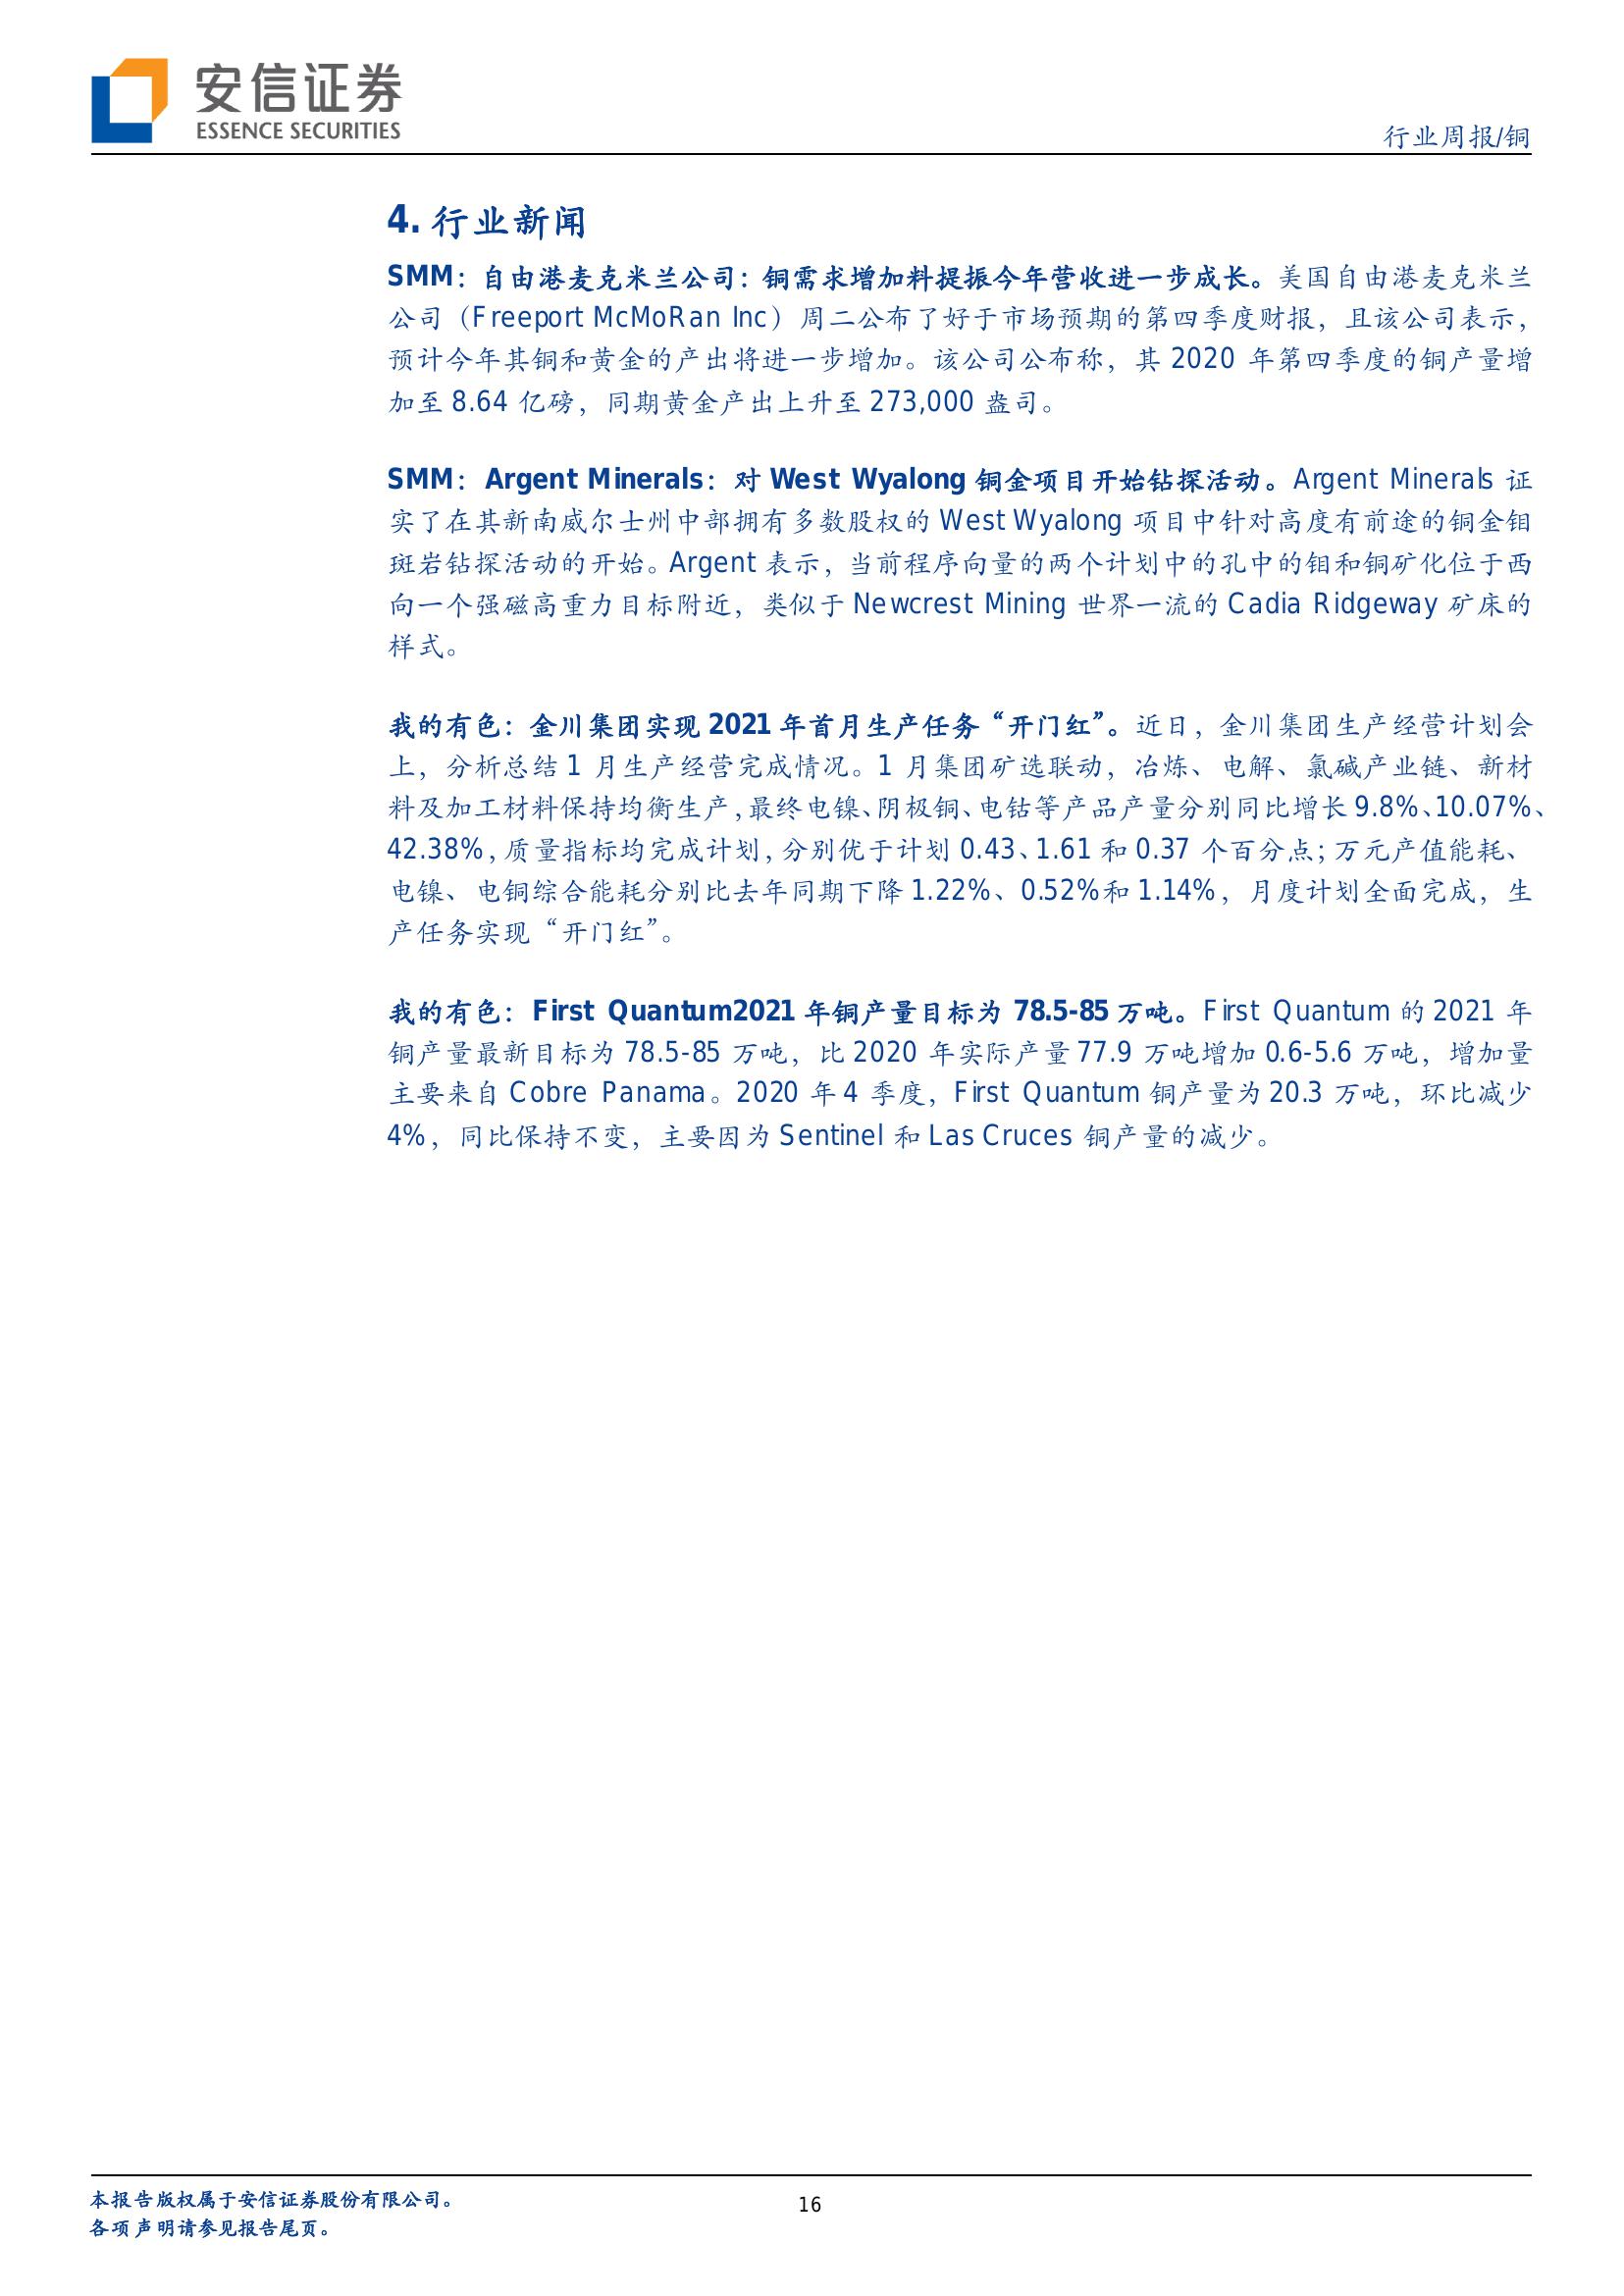 安信证券
ESSENCE SECURITIES
行业周报/铜
4. 行业新闻
SMM：自由港麦克米兰公司：铜需求增加料提振今年营收进一步成长。美国自由港麦克米兰
公司（Freeport McMoRan Inc）周二公布了好于市场预期的第四季度财报，且该公司表示，
预计今年其铜和黄金的产出将进一步增加。该公司公布称，其 2020 年第四季度的铜产量增
加至 8.64 亿磅，同期黄金产出上升至 273,000 盎司。
SMM：Argent Minerals：对 West Wyalong 铜金项目开始钻探活动。Argent Minerals 证
实了在其新南威尔士州中部拥有多数股权的 West Wyalong 项目中针对高度有前途的铜金钼
斑岩钻探活动的开始。Argent 表示，当前程序向量的两个计划中的孔中的钼和铜矿化位于西
向一个强磁高重力目标附近，类似于 Newcrest Mining 世界一流的 Cadia Ridgeway 矿床的
样式。
我的有色：金川集团实现 2021 年首月生产任务“开门红”。近日，金川集团生产经营计划会
上，分析总结 1 月生产经营完成情况。1 月集团矿选联动，冶炼、电解、氯碱产业链、新材
料及加工材料保持均衡生产，最终电镍、阴极铜、电钴等产品产量分别同比增长 9.8%、10.07%、
42.38%，质量指标均完成计划，分别优于计划 0.43、1.61 和 0.37 个百分点；万元产值能耗、
电镍、电铜综合能耗分别比去年同期下降 1.22%、0.52%和 1.14%，月度计划全面完成，生
产任务实现“开门红”。
我的有色：First Quantum2021 年铜产量目标为 78.5-85 万吨。First Quantum 的 2021 年
铜产量最新目标为 78.5-85 万吨，比 2020 年实际产量 77.9 万吨增加 0.6-5.6 万吨，增加量
主要来自 Cobre Panama。2020 年 4 季度，First Quantum 铜产量为 20.3 万吨，环比减少
4%，同比保持不变，主要因为 Sentinel 和 Las Cruces 铜产量的减少。
本报告版权属于安信证券股份有限公司。
各项声明请参见报告尾页。
16